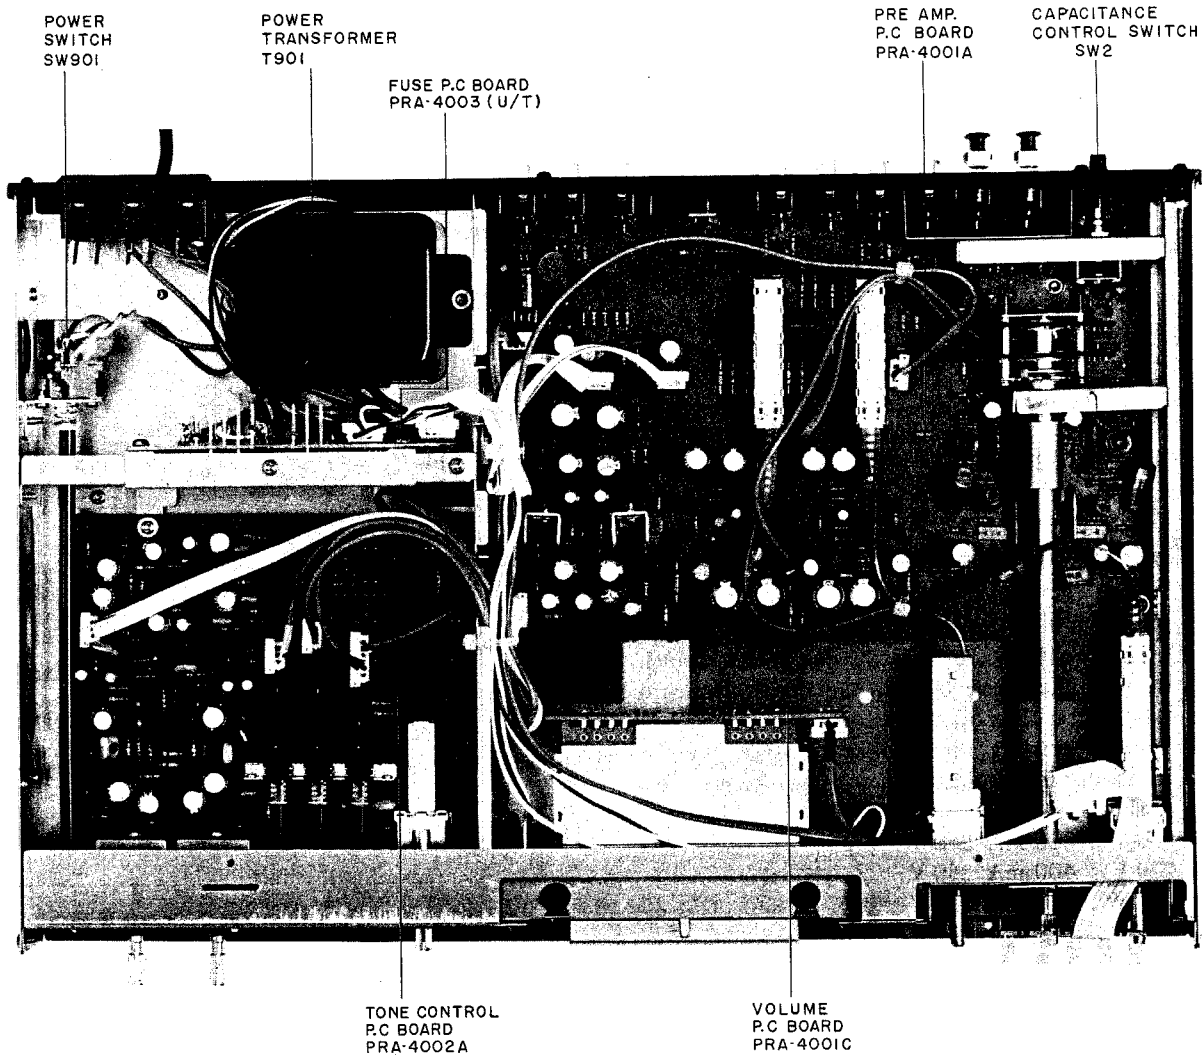 POWER
SWITCH
SW901
POWER
TRANSFORMER
T901
FUSE P.C BOARD
PRA-4003 (U/T)
PRE AMP.
P.C BOARD
PRA-4001A
CAPACITANCE
CONTROL SWITCH
SW2
TONE CONTROL
P.C BOARD
PRA-4002A
VOLUME
P.C BOARD
PRA-4001C